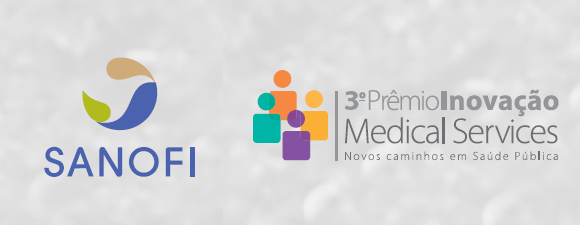 SANOFI
3º Prêmio Inovação
Medical Services
Novos caminhos em Saúde Pública